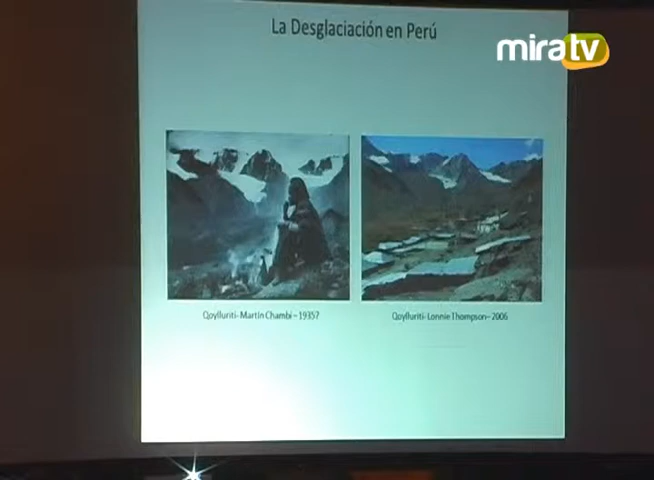 La Desglaciación en Perú
miratv
Qoylluriti- Martín Chambi – 1935?
Qoylluriti- Lonnie Thompson– 2006